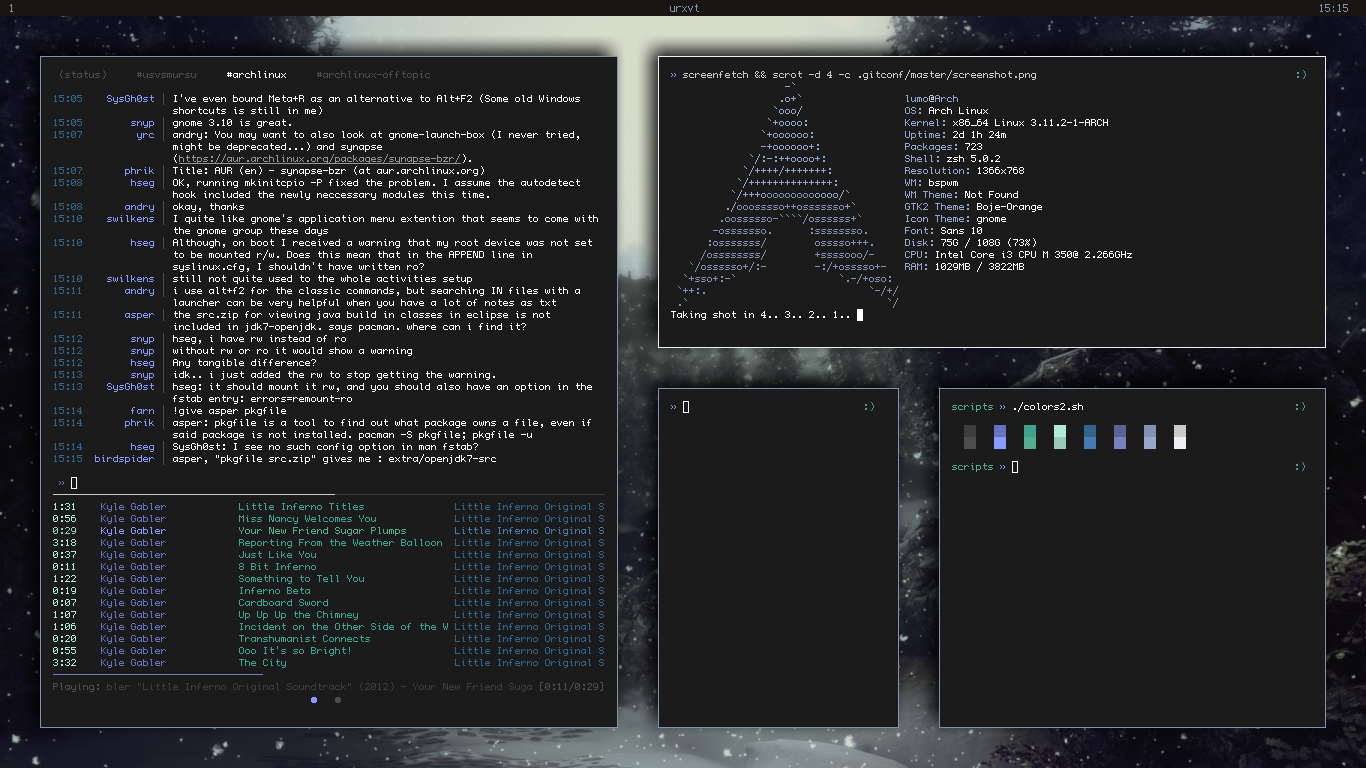 1 urxvt 15:15
(status) #usvsmursu #archlinux #archlinux-offtopic
15:05 SysGh0st │ I've even bound Meta+R as an alternative to Alt+F2 (Some old Windows
shortcuts is still in me)
15:05 snyp │ gnome 3.10 is great.
15:07 yrc │ andry: You may want to also look at gnome-launch-box (I never tried,
might be deprecated...) and synapse
(https://aur.archlinux.org/packages/synapse-bzr/).
15:07 phrik │ Title: AUR (en) - synapse-bzr (at aur.archlinux.org)
15:08 hseg │ OK, running mkinitcpio -P fixed the problem. I assume the autodetect
hook included the newly neccessary modules this time.
15:08 andry │ okay, thanks
15:10 swilkens │ I quite like gnome's application menu extention that seems to come with
the gnome group these days
15:10 hseg │ Although, on boot I received a warning that my root device was not set
to be mounted r/w. Does this mean that in the APPEND line in
syslinux.cfg, I shouldn't have written ro?
15:10 swilkens │ still not quite used to the whole activities setup
15:11 andry │ i use alt+f2 for the classic commands, but searching IN files with a
launcher can be very helpful when you have a lot of notes as txt
15:11 asper │ the src.zip for viewing java build in classes in eclipse is not
included in jdk7-openjdk. says pacman. where can i find it?
15:12 snyp │ hseg, i have rw instead of ro
15:12 snyp │ without rw or ro it would show a warning
15:12 hseg │ Any tangible difference?
15:13 snyp │ idk.. i just added the rw to stop getting the warning.
15:13 SysGh0st │ hseg: it should mount it rw, and you should also have an option in the
fstab entry: errors=remount-ro
15:14 farn │ !give asper pkgfile
15:14 phrik │ asper: pkgfile is a tool to find out what package owns a file, even if
said package is not installed. pacman -S pkgfile; pkgfile -u
15:14 hseg │ SysGh0st: I see no such config option in man fstab?
15:15 birdspider │ asper, "pkgfile src.zip" gives me : extra/openjdk7-src
»
1:31 Kyle Gabler Little Inferno Titles Little Inferno Original S
0:56 Kyle Gabler Miss Nancy Welcomes You Little Inferno Original S
0:29 Kyle Gabler Your New Friend Sugar Plumps Little Inferno Original S
3:18 Kyle Gabler Reporting From the Weather Balloon Little Inferno Original S
0:37 Kyle Gabler Just Like You Little Inferno Original S
0:11 Kyle Gabler 8 Bit Inferno Little Inferno Original S
1:22 Kyle Gabler Something to Tell You Little Inferno Original S
0:19 Kyle Gabler Inferno Beta Little Inferno Original S
0:07 Kyle Gabler Cardboard Sword Little Inferno Original S
1:07 Kyle Gabler Up Up Up the Chimney Little Inferno Original S
1:06 Kyle Gabler Incident on the Other Side of the W Little Inferno Original S
0:20 Kyle Gabler Transhumanist Connects Little Inferno Original S
0:55 Kyle Gabler Ooo It's so Bright! Little Inferno Original S
3:32 Kyle Gabler The City Little Inferno Original S
Playing: bler "Little Inferno Original Soundtrack" (2012) - Your New Friend Suga [0:11/0:29]
» screenfetch && scrot -d 4 -c .gitconf/master/screenshot.png :)
lumo@Arch
OS: Arch Linux
Kernel: x86_64 Linux 3.11.2-1-ARCH
Uptime: 2d 1h 24m
Packages: 723
Shell: zsh 5.0.2
Resolution: 1366x768
WM: bspwm
WM Theme: Not Found
GTK2 Theme: Boje-Orange
Icon Theme: gnome
Font: Sans 10
Disk: 75G / 108G (73%)
CPU: Intel Core i3 CPU M 350@ 2.266GHz
RAM: 1029MB / 3822MB
Taking shot in 4.. 3.. 2.. 1..
» :)
scripts » ./colors2.sh :)
scripts » :)